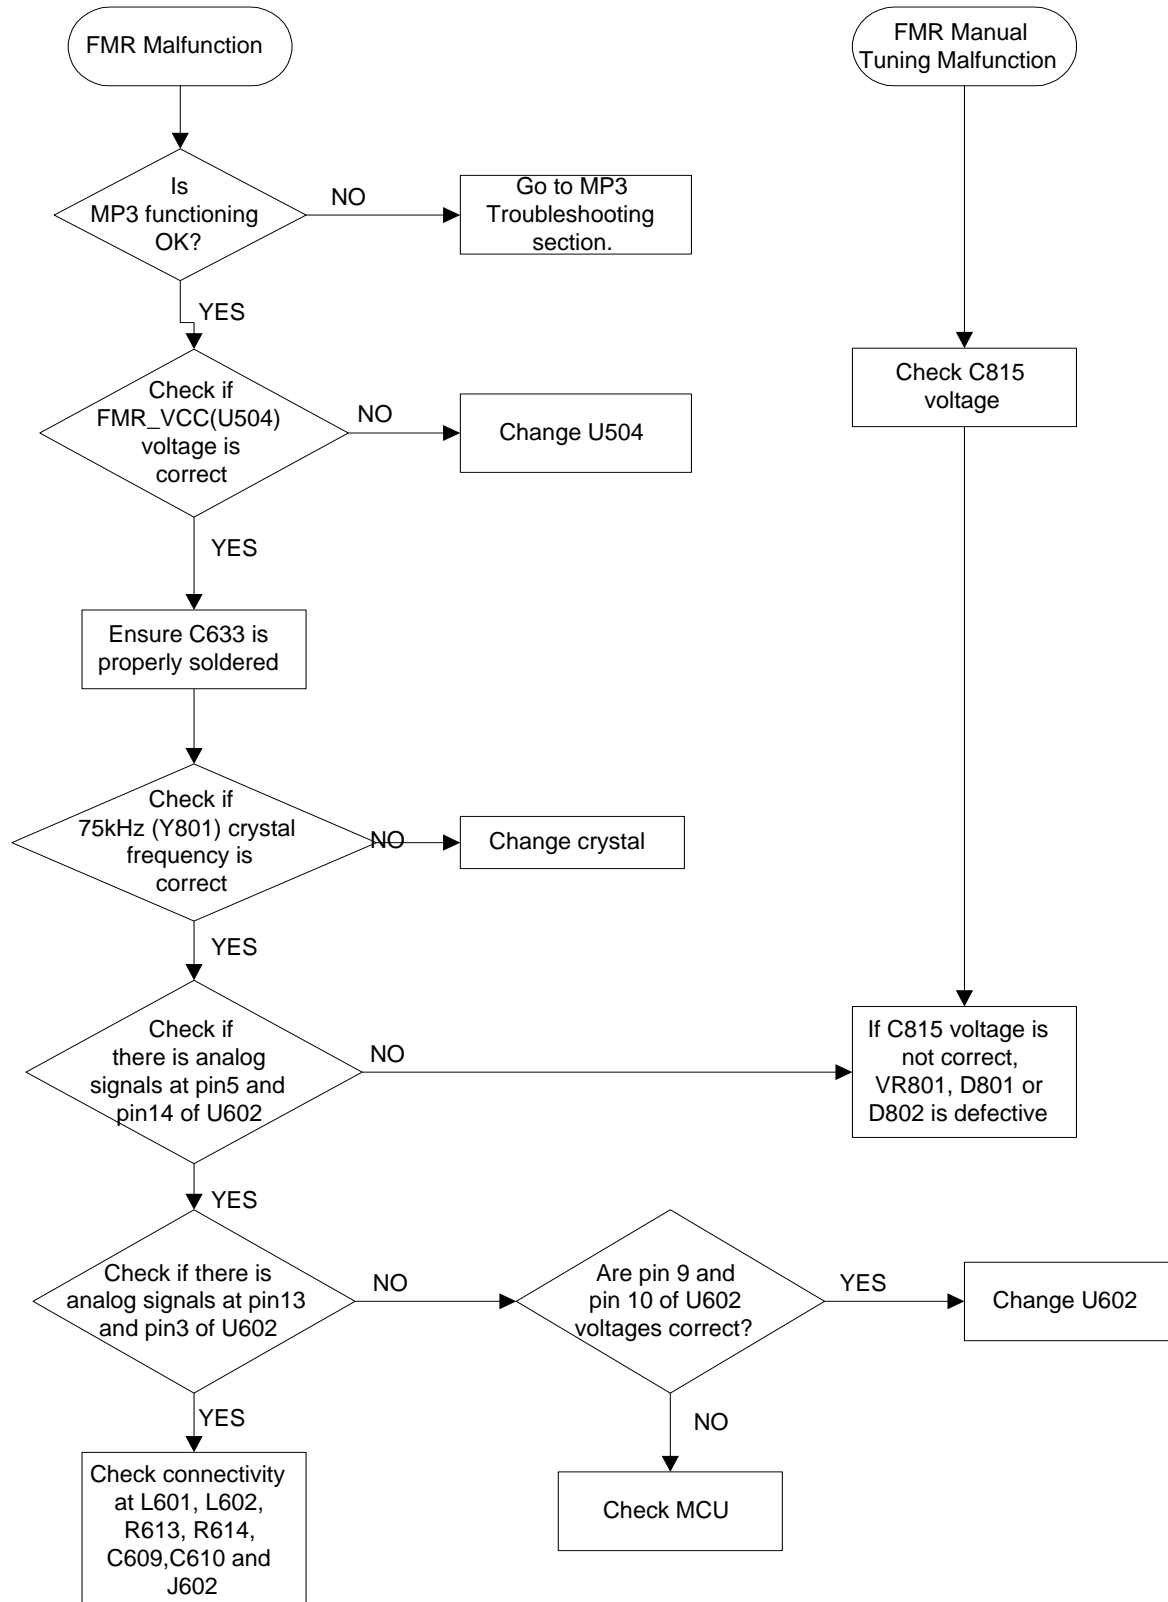 FMR Malfunction
FMR Manual
Tuning Malfunction
Is
MP3 functioning
OK?
NO
Go to MP3
Troubleshooting
section.
YES
Check if
FMR_VCC(U504)
voltage is
correct
NO
Change U504
Check C815
voltage
YES
Ensure C633 is
properly soldered
Check if
75kHz (Y801) crystal
frequency is
correct
NO
Change crystal
YES
Check if
there is analog
signals at pin5 and
pin14 of U602
NO
If C815 voltage is
not correct,
VR801, D801 or
D802 is defective
YES
Check if there is
analog signals at pin13
and pin3 of U602
NO
Are pin 9 and
pin 10 of U602
voltages correct?
YES
Change U602
YES
NO
Check connectivity
at L601, L602,
R613, R614,
C609,C610 and
J602
Check MCU